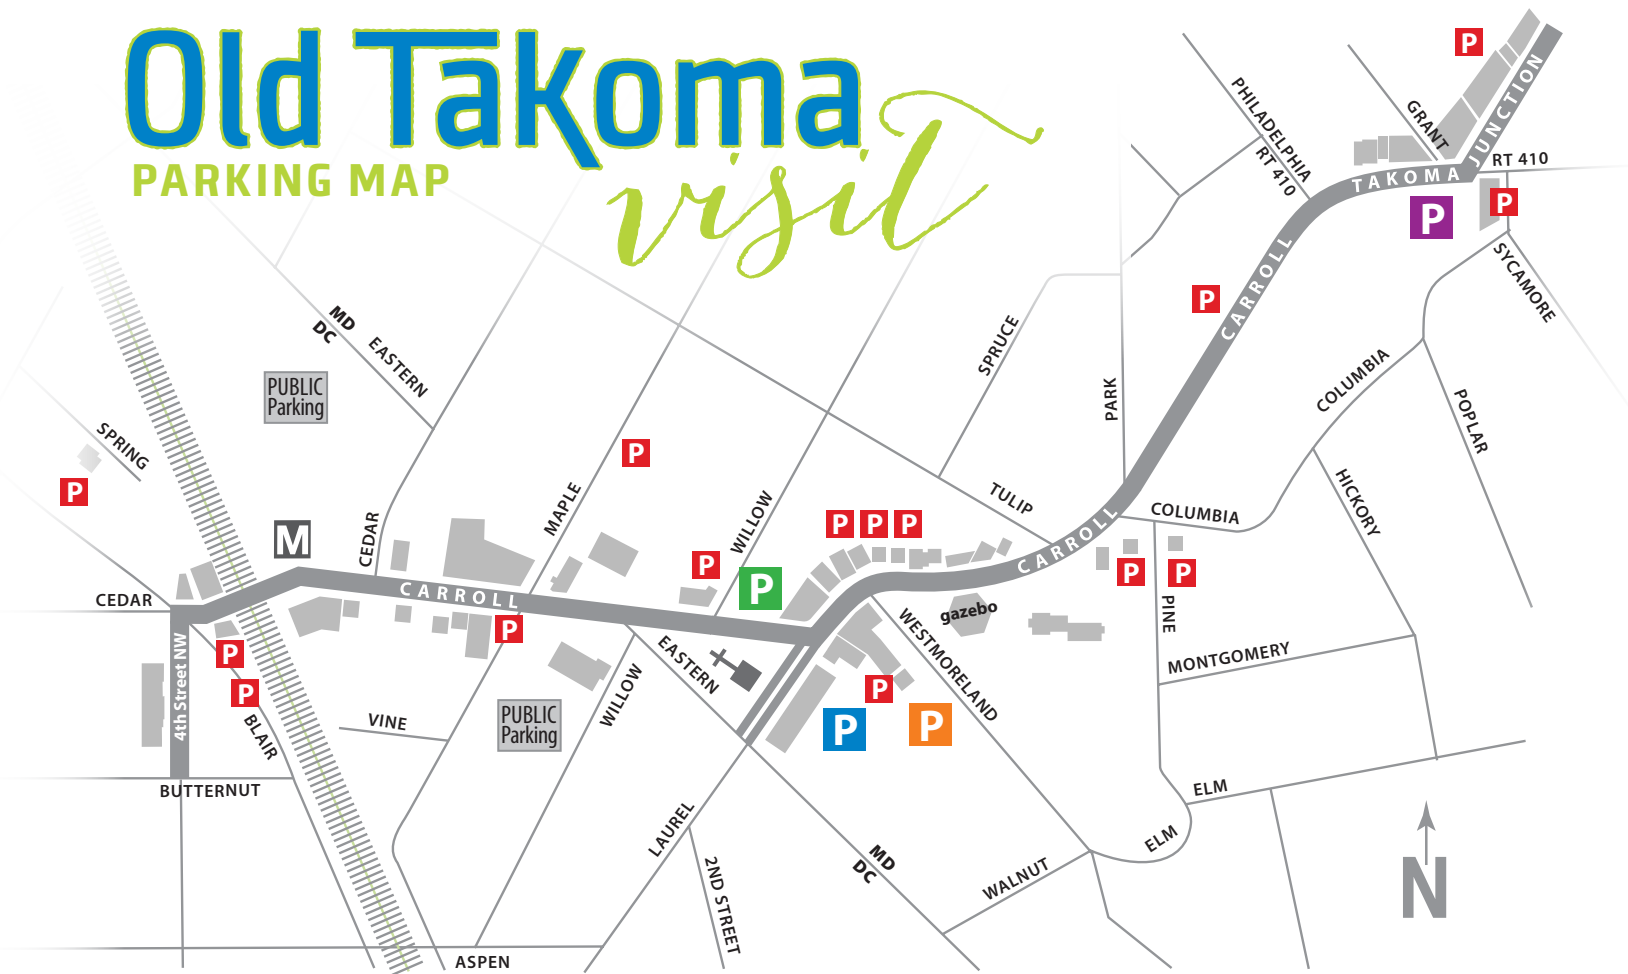 Old Takoma
PARKING MAP
visit
P
PHILADELPHIA
RT 410
GRANT
JUNCTION
RT 410
TAKOMA
P
P
SYCAMORE
CARROLL
P
MD
DC
EASTERN
SPRUCE
PUBLIC
Parking
PARK
COLUMBIA
POPLAR
SPRING
P
P
M
CEDAR
MAPLE
WILLOW
TULIP
COLUMBIA
HICKORY
P P P
CARROLL
P
P
P
P
CEDAR
CARROLL
gazebo
PINE
P
P
EASTERN
WESTMORELAND
MONTGOMERY
4th Street NW
P
BLAIR
VINE
PUBLIC
Parking
WILLOW
P
P
P
BUTTERNUT
ELM
LAUREL
ELM
MD
DC
WALNUT
2ND STREET
N
ASPEN